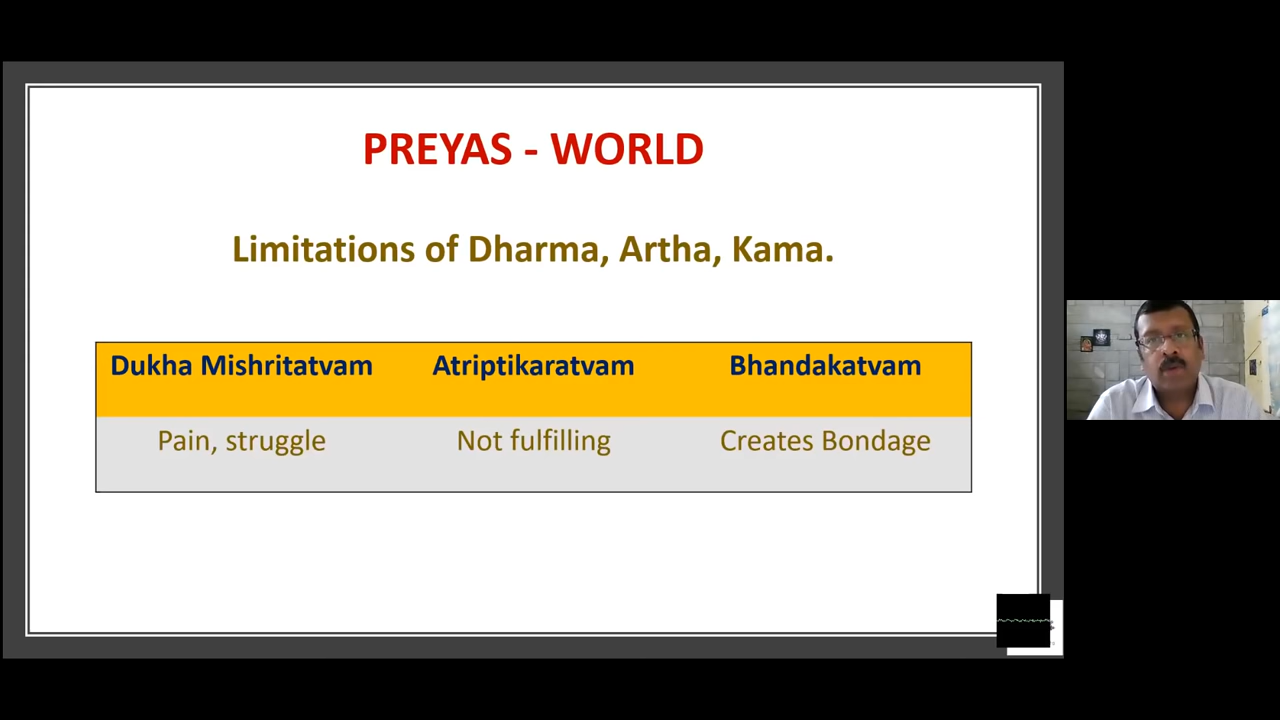 PREYAS - WORLD
Limitations of Dharma, Artha, Kama.
Dukha Mishritatvam Atriptikaratvam Bhandakatvam
Pain, struggle Not fulfilling Creates Bondage